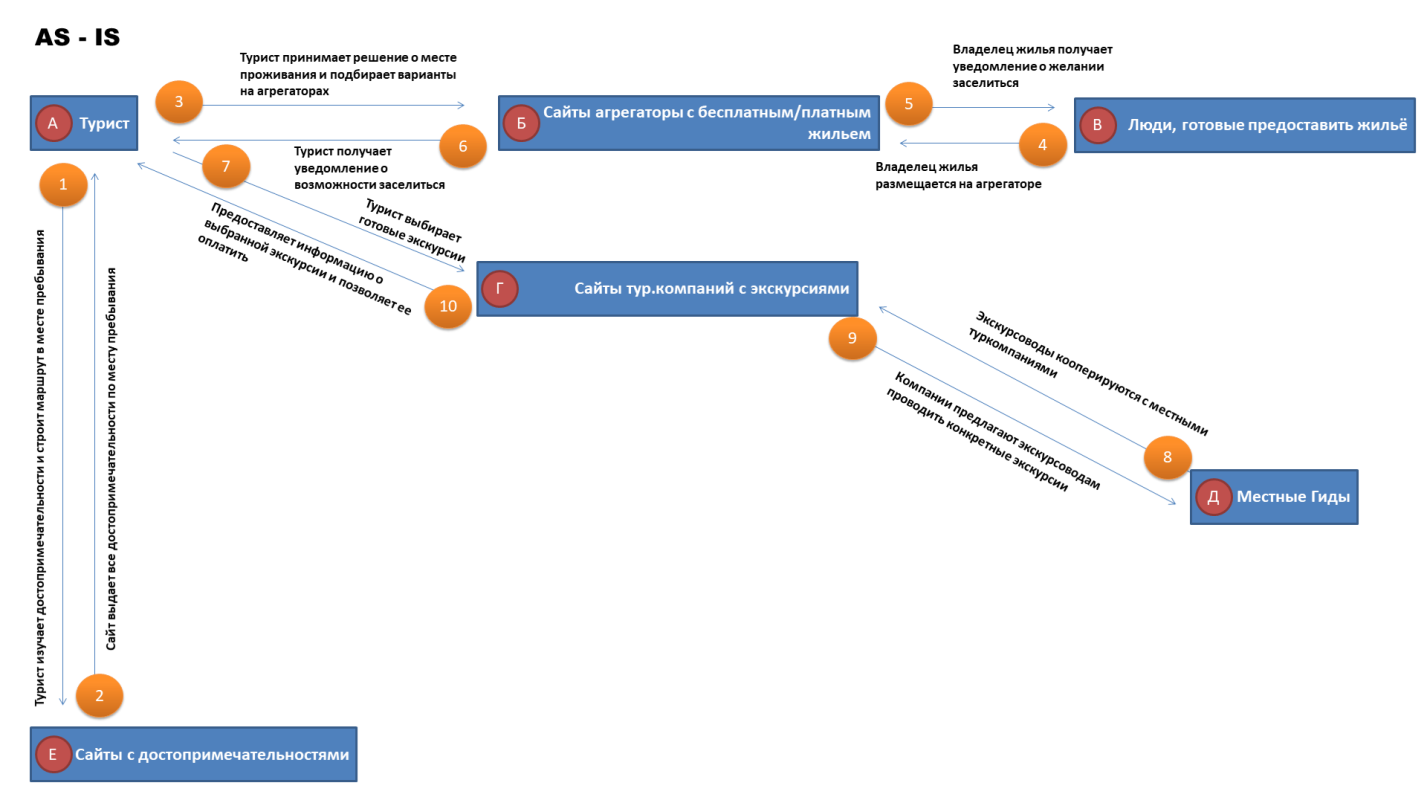 AS - IS
Турист принимает решение о месте
проживания и подбирает варианты
на агрегаторах
Владелец жилья получает
уведомление о желании
заселиться
3
5
А Турист
Б Сайты агрегаторы с бесплатным/платным
жильем
В Люди, готовые предоставить жильё
6
4
7
Турист получает
уведомление о
возможности заселиться
Владелец жилья
размещается на агрегаторе
1
Турист выбирает
готовые экскурсии
Предоставляет информацию о
выбранной экскурсии и позволяет ее
оплатить
Г Сайты тур.компаний с экскурсиями
10
9
Экскурсоводы кооперируются с местными
туркомпаниями
Компании предлагают экскурсоводам
проводить конкретные экскурсии
8
Д Местные Гиды
Турист изучает достопримечательности и строит маршрут в месте пребывания
Сайт выдает все достопримечательности по месту пребывания
2
Е Сайты с достопримечательностями